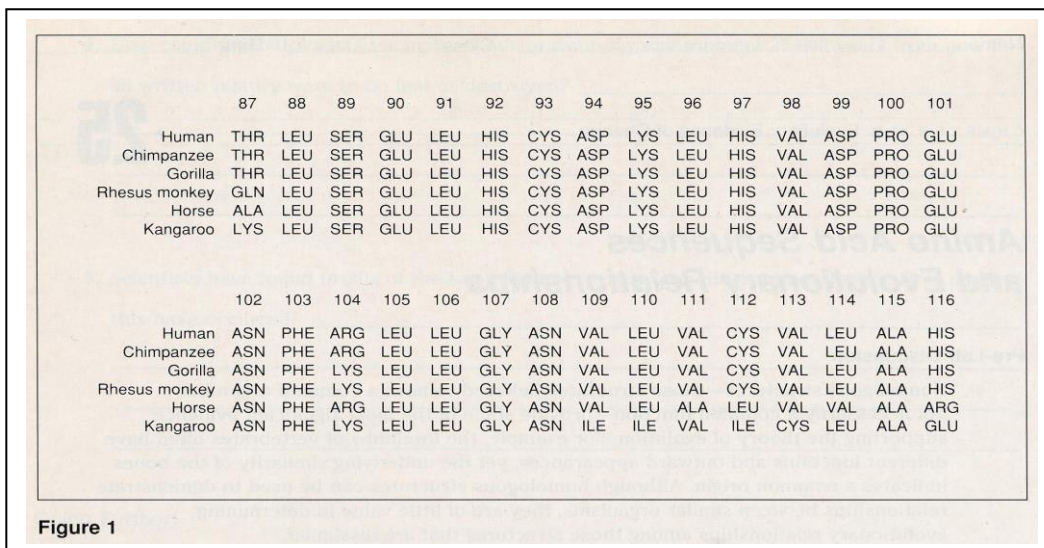 87 88 89 90 91 92 93 94 95 96 97 98 99 100 101
Human THR LEU SER GLU LEU HIS CYS ASP LYS LEU HIS VAL ASP PRO GLU
Chimpanzee THR LEU SER GLU LEU HIS CYS ASP LYS LEU HIS VAL ASP PRO GLU
Gorilla THR LEU SER GLU LEU HIS CYS ASP LYS LEU HIS VAL ASP PRO GLU
Rhesus monkey GLN LEU SER GLU LEU HIS CYS ASP LYS LEU HIS VAL ASP PRO GLU
Horse ALA LEU SER GLU LEU HIS CYS ASP LYS LEU HIS VAL ASP PRO GLU
Kangaroo LYS LEU SER GLU LEU HIS CYS ASP LYS LEU HIS VAL ASP PRO GLU
102 103 104 105 106 107 108 109 110 111 112 113 114 115 116
Human ASN PHE ARG LEU LEU GLY ASN VAL LEU VAL CYS VAL LEU ALA HIS
Chimpanzee ASN PHE ARG LEU LEU GLY ASN VAL LEU VAL CYS VAL LEU ALA HIS
Gorilla ASN PHE LYS LEU LEU GLY ASN VAL LEU VAL CYS VAL LEU ALA HIS
Rhesus monkey ASN PHE LYS LEU LEU GLY ASN VAL LEU VAL CYS VAL LEU ALA HIS
Horse ASN PHE ARG LEU LEU GLY ASN VAL LEU ALA LEU VAL VAL ALA ARG
Kangaroo ASN PHE LYS LEU LEU GLY ASN ILE ILE VAL ILE CYS LEU ALA GLU
Figure 1